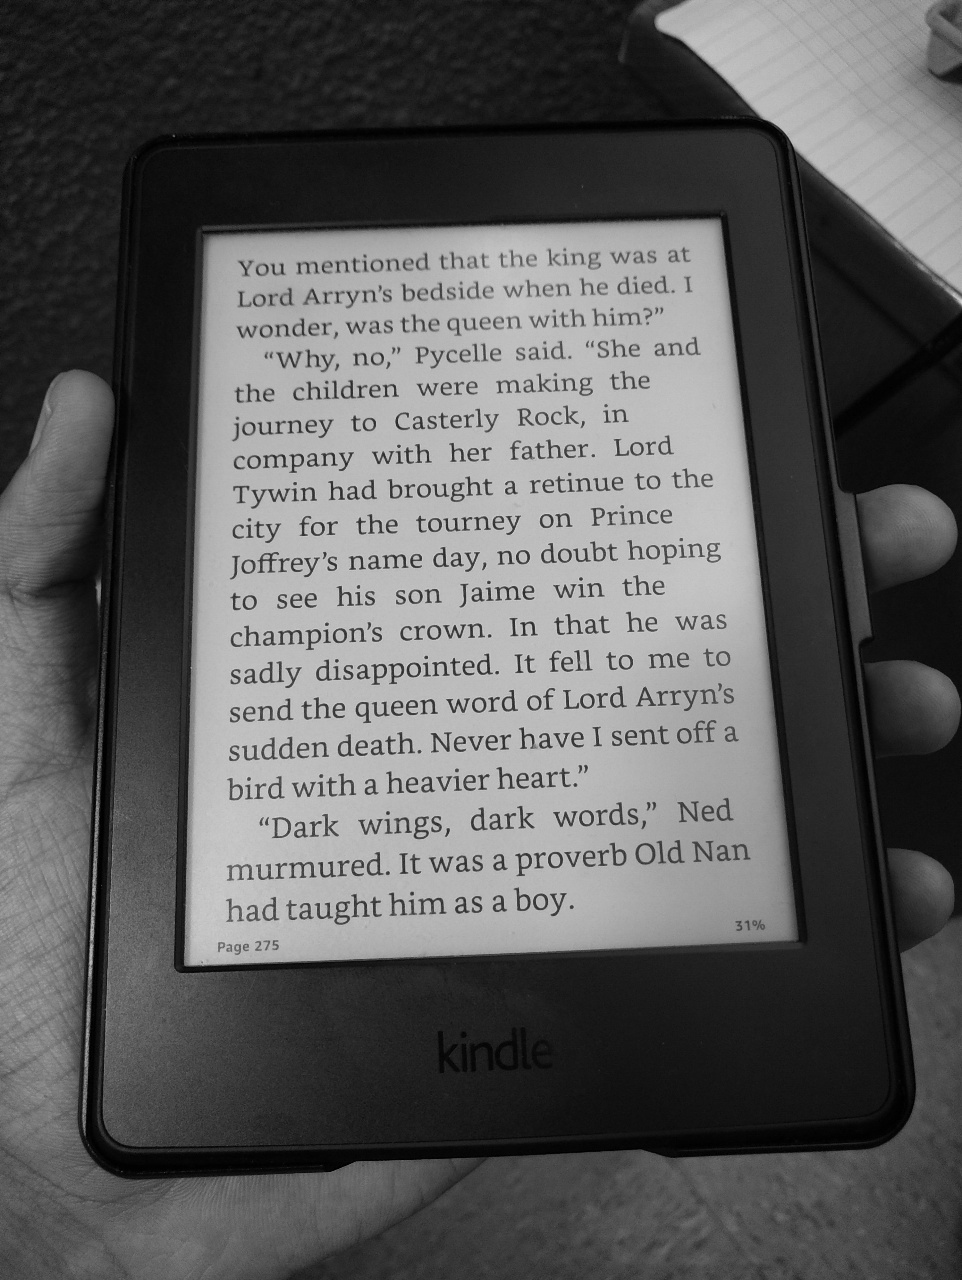 You mentioned that the king was at
Lord Arryn’s bedside when he died. I
wonder, was the queen with him?”
“Why, no,” Pycelle said. “She and
the children were making the
journey to Casterly Rock, in
company with her father. Lord
Tywin had brought a retinue to the
city for the tourney on Prince
Joffrey’s name day, no doubt hoping
to see his son Jaime win the
champion’s crown. In that he was
sadly disappointed. It fell to me to
send the queen word of Lord Arryn’s
sudden death. Never have I sent off a
bird with a heavier heart.”
“Dark wings, dark words,” Ned
murmured. It was a proverb Old Nan
had taught him as a boy.
Page 275 31%
kindle